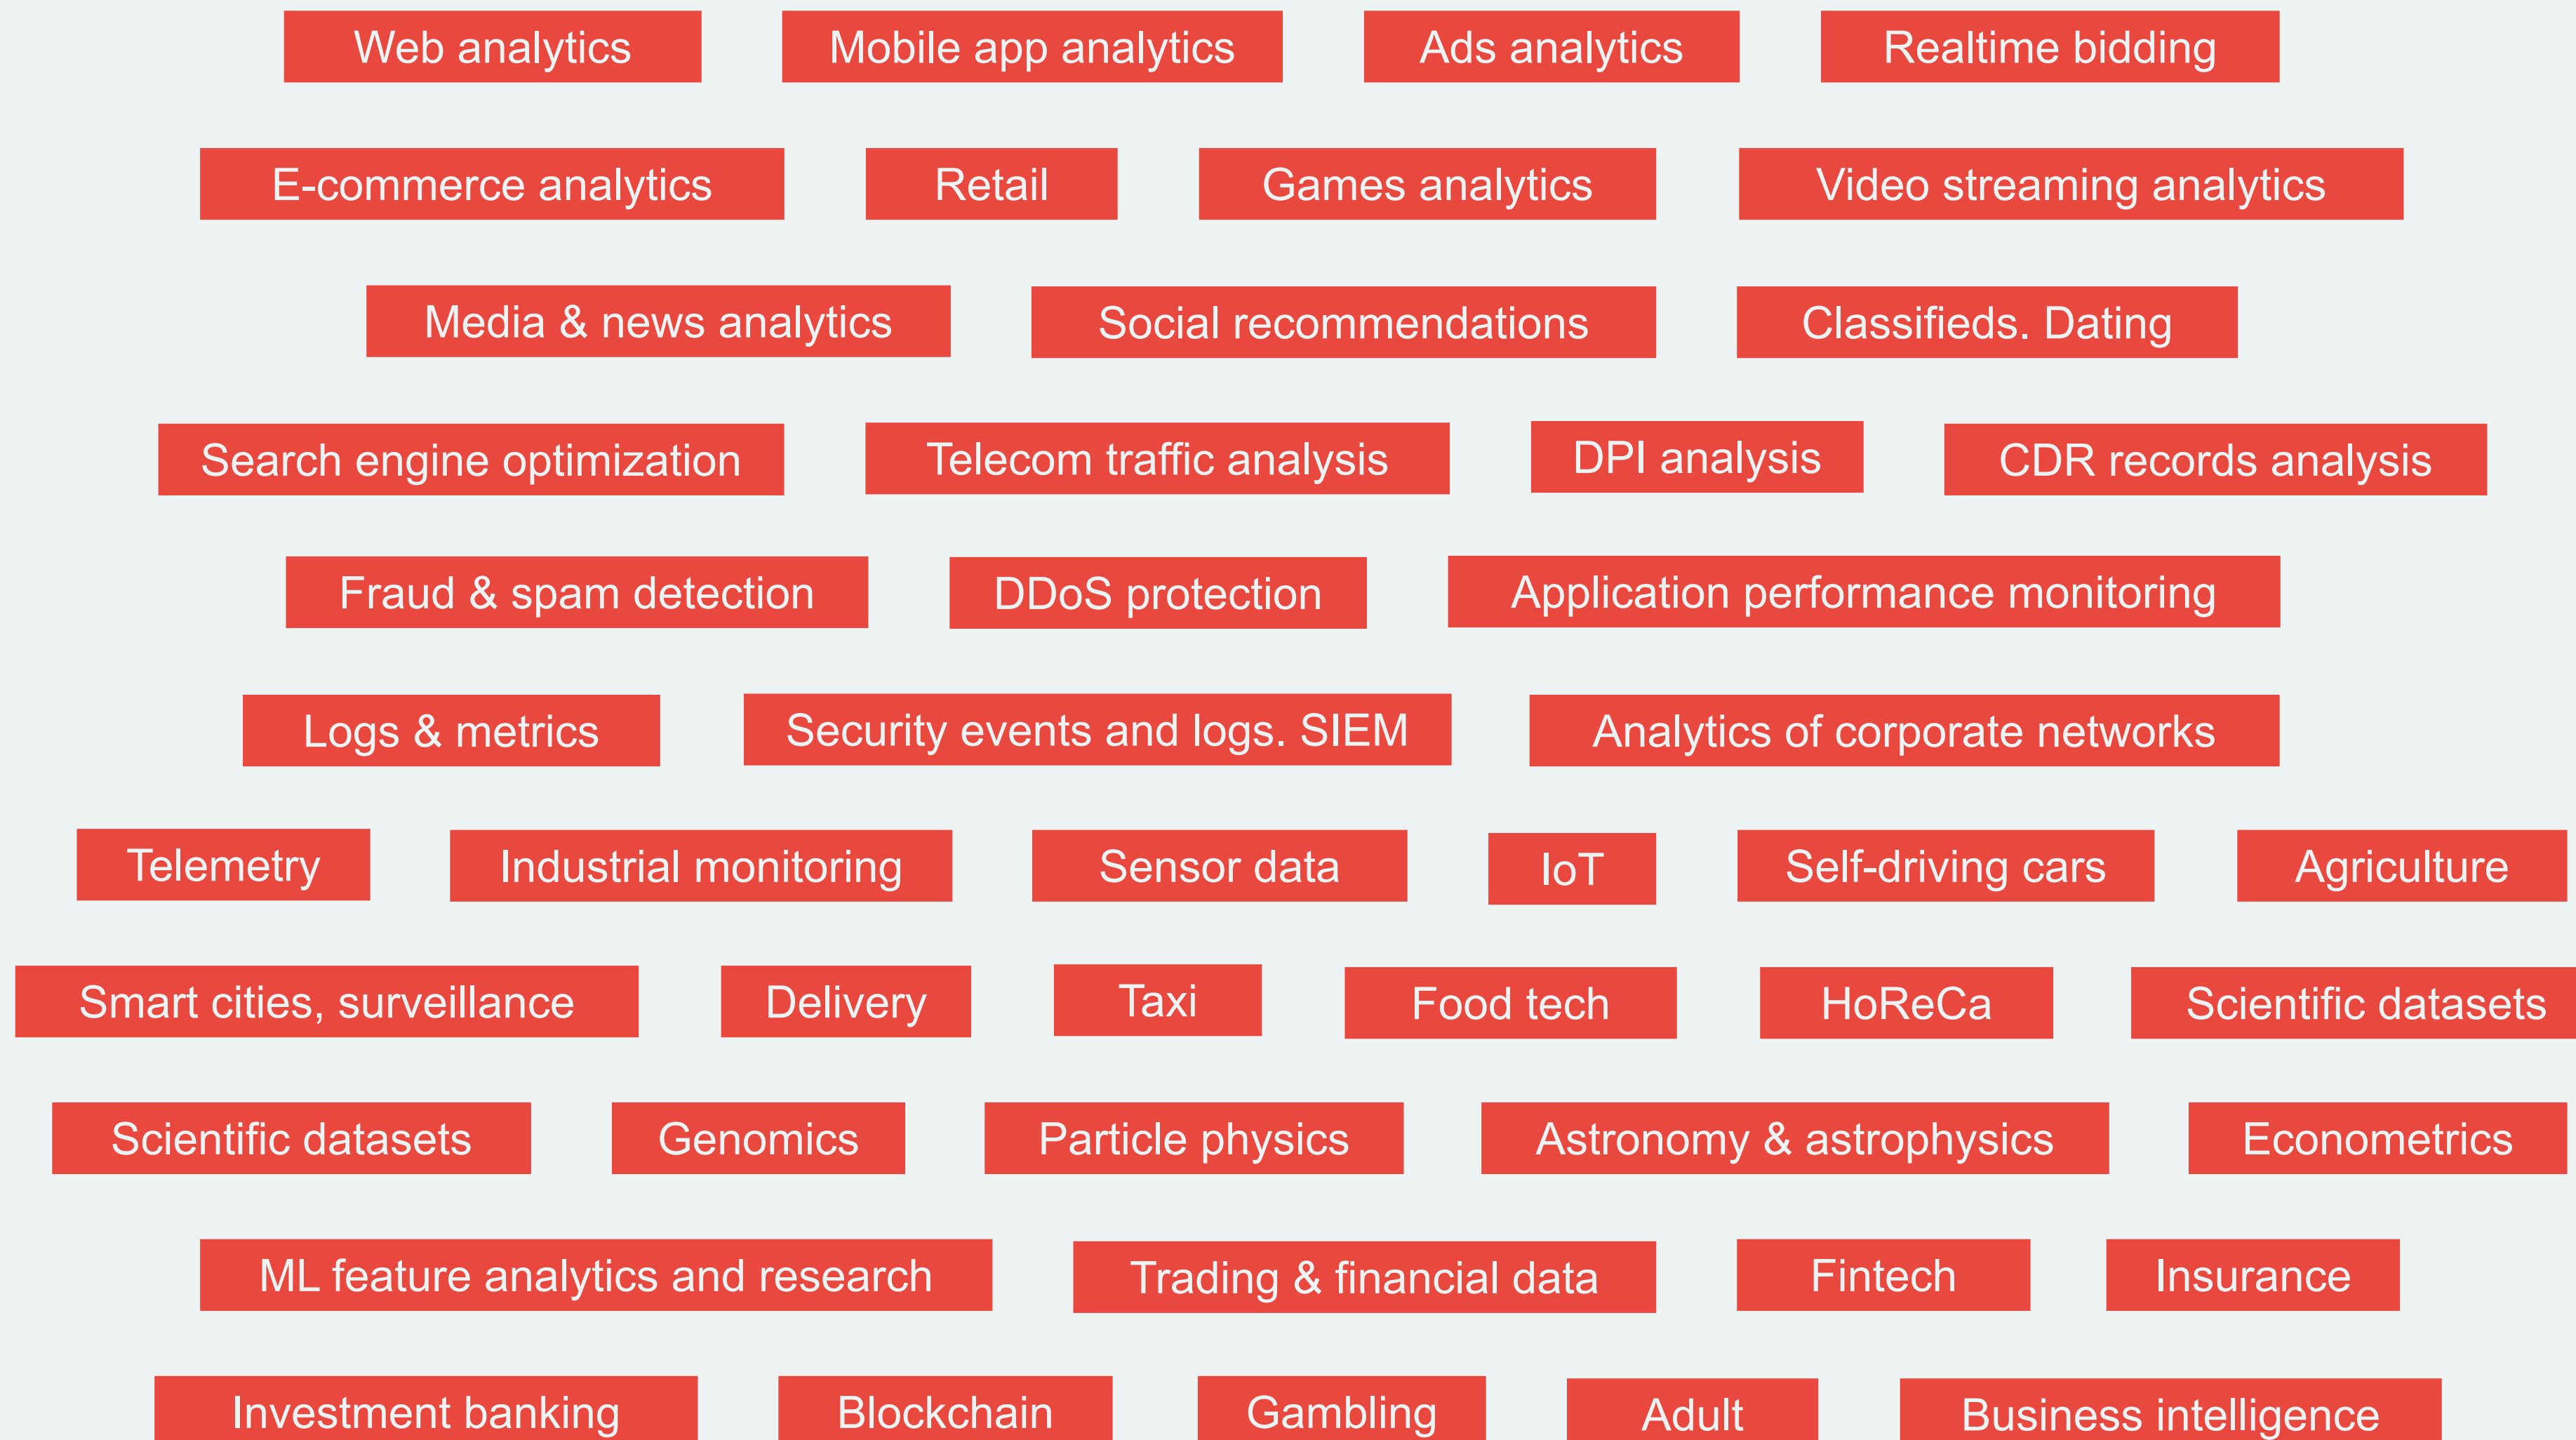 Web analytics Mobile app analytics Ads analytics Realtime bidding
E-commerce analytics Retail Games analytics Video streaming analytics
Media & news analytics Social recommendations Classifieds. Dating
Search engine optimization Telecom traffic analysis DPI analysis CDR records analysis
Fraud & spam detection DDoS protection Application performance monitoring
Logs & metrics Security events and logs. SIEM Analytics of corporate networks
Telemetry Industrial monitoring Sensor data IoT Self-driving cars Agriculture
Smart cities, surveillance Delivery Taxi Food tech HoReCa Scientific datasets
Scientific datasets Genomics Particle physics Astronomy & astrophysics Econometrics
ML feature analytics and research Trading & financial data Fintech Insurance
Investment banking Blockchain Gambling Adult Business intelligence